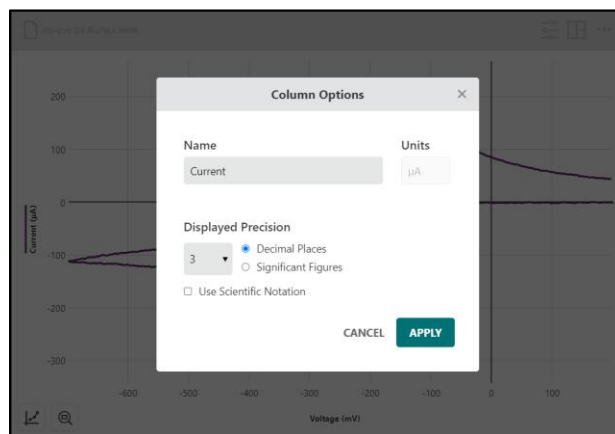 Column Options ×
Name
Units
Current
µA
Displayed Precision
3
Decimal Places
Significant Figures
Use Scientific Notation
CANCEL
APPLY
200
100
0
-100
-200
-300
Current (µA)
-600 -500 -400 -300 -200 -100 0 100
Voltage (mV)